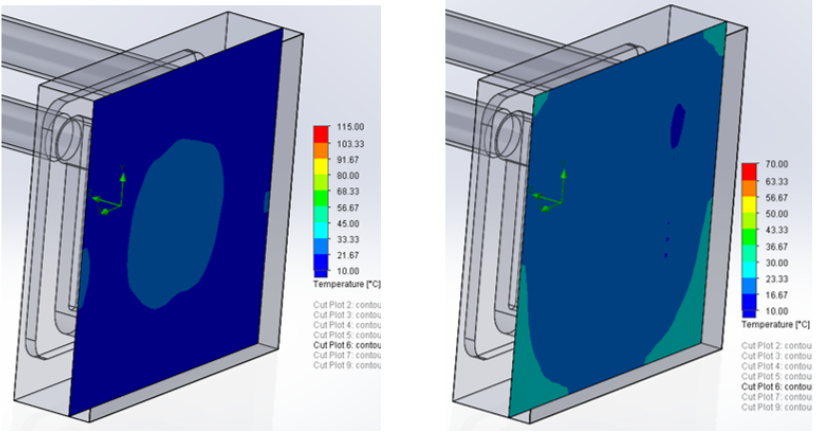 115.00
103.33
91.67
80.00
68.33
56.67
45.00
33.33
21.67
10.00
Temperature [°C]
Cut Plot 2: contou
Cut Plot 3: contou
Cut Plot 4: contou
Cut Plot 5: contou
Cut Plot 6: contou
Cut Plot 7: contou
Cut Plot 9: contou
70.00
63.33
56.67
50.00
43.33
36.67
30.00
23.33
16.67
10.00
Temperature [°C]
Cut Plot 2: contou
Cut Plot 3: contou
Cut Plot 4: contou
Cut Plot 5: contou
Cut Plot 6: contou
Cut Plot 7: contou
Cut Plot 9: contou